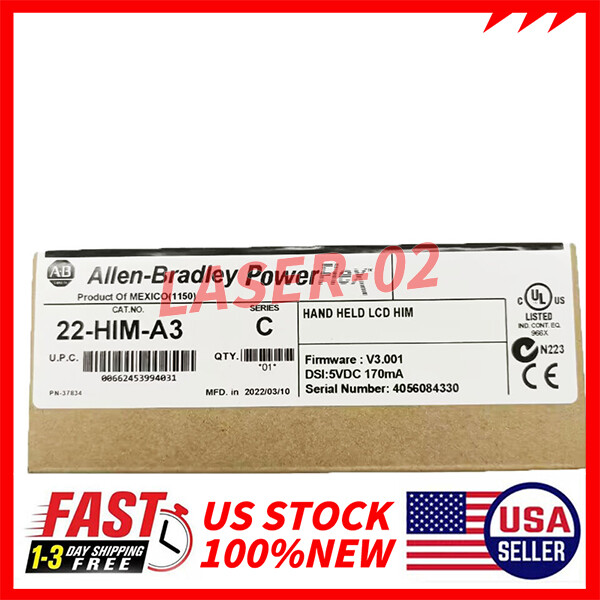 AB
Allen-Bradley PowerFlex™
LASER-02
Product Of MEXICO(1150)
CAT.NO.
SERIES
22-HIM-A3
C
HAND HELD LCD HIM
U.P.C.
00662453994031
QTY.
"01"
Firmware : V3.001
DSI:5VDC 170mA
MFD. in 2022/03/10
Serial Number: 4056084330
PN-37834
C UL US
LISTED
IND. CONT. EQ.
966X
N223
FAST
1-3 DAY SHIPPING
FREE
US STOCK
100%NEW
USA
SELLER